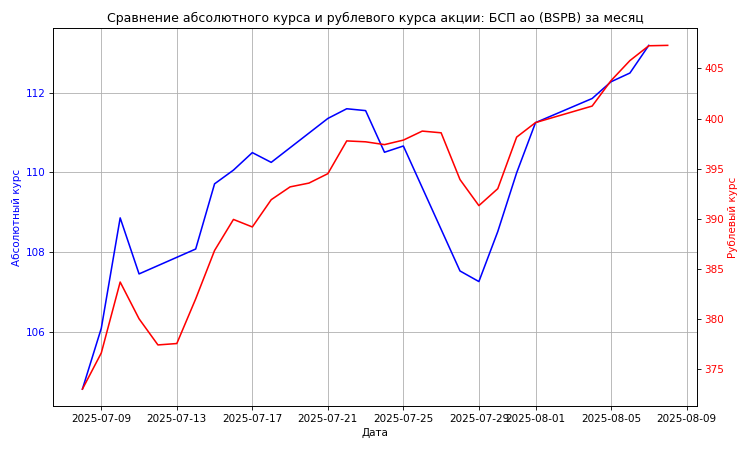 Сравнение абсолютного курса и рублевого курса акции: БСП ао (BSPB) за месяц
Абсолютный курс
112
110
108
106
405
400
395
390
385
380
375
Рублевый курс
2025-07-09 2025-07-13 2025-07-17 2025-07-21 2025-07-25 2025-07-29 2025-08-01 2025-08-05 2025-08-09
Дата